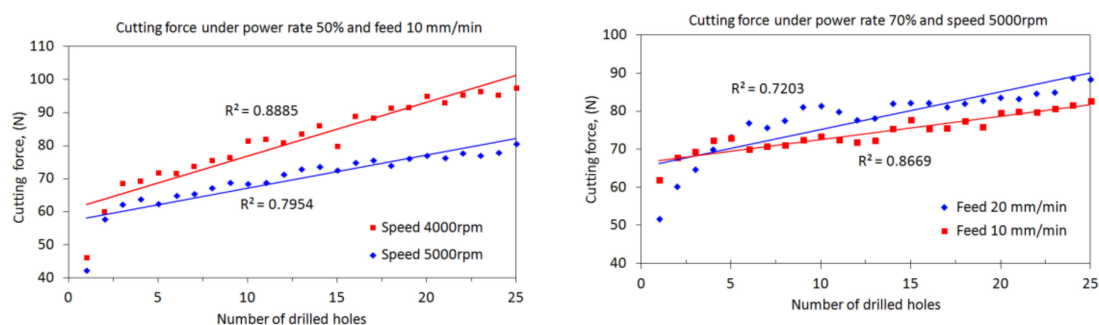 Cutting force under power rate 50% and feed 10 mm/min
110
100
90
80
70
60
50
40
Cutting force, (N)
R² = 0.8885
R² = 0.7954
Speed 4000rpm
Speed 5000rpm
0
5
10
15
20
25
Number of drilled holes
Cutting force under power rate 70% and speed 5000rpm
100
90
80
70
60
50
40
Cutting force, (N)
R² = 0.7203
R² = 0.8669
Feed 20 mm/min
Feed 10 mm/min
0
5
10
15
20
25
Number of drilled holes